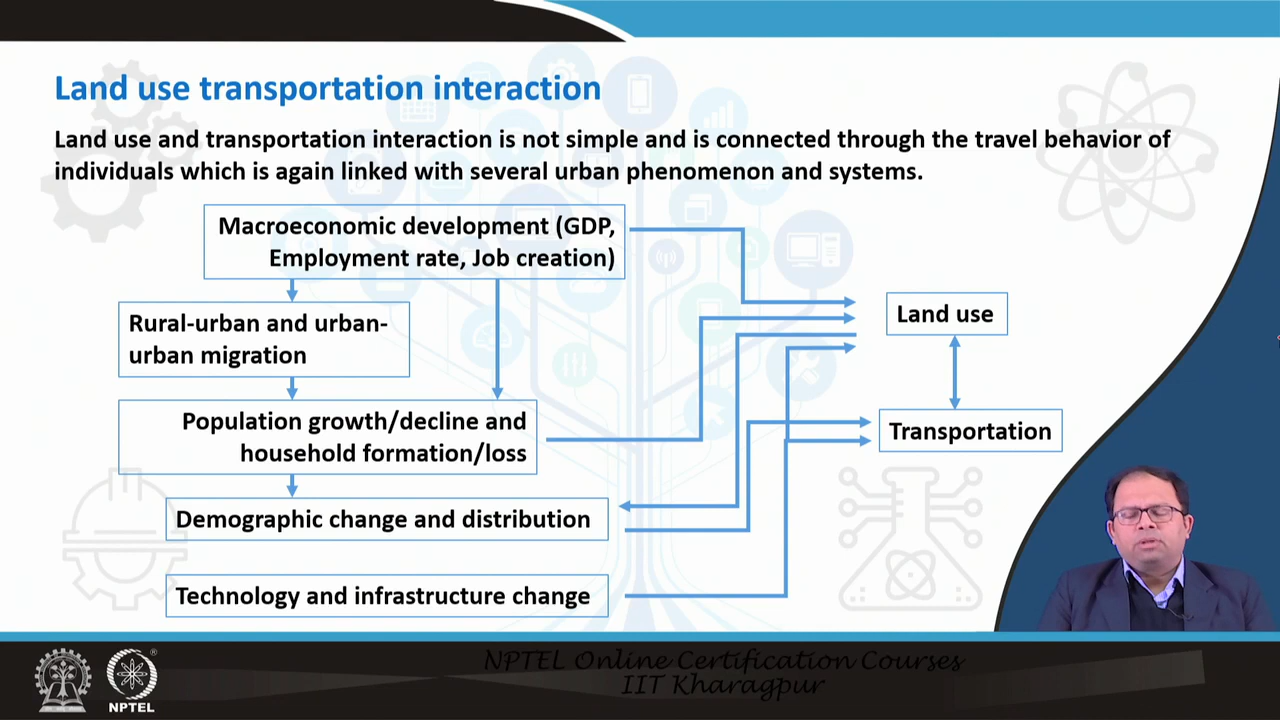 Land use transportation interaction
Land use and transportation interaction is not simple and is connected through the travel behavior of
individuals which is again linked with several urban phenomenon and systems.
Macroeconomic development (GDP,
Employment rate, Job creation)
Rural-urban and urban-
urban migration
Population growth/decline and
household formation/loss
Demographic change and distribution
Technology and infrastructure change
Land use
Transportation
NPTEL Online Certification Courses
IIT Kharagpur
NPTEL
®